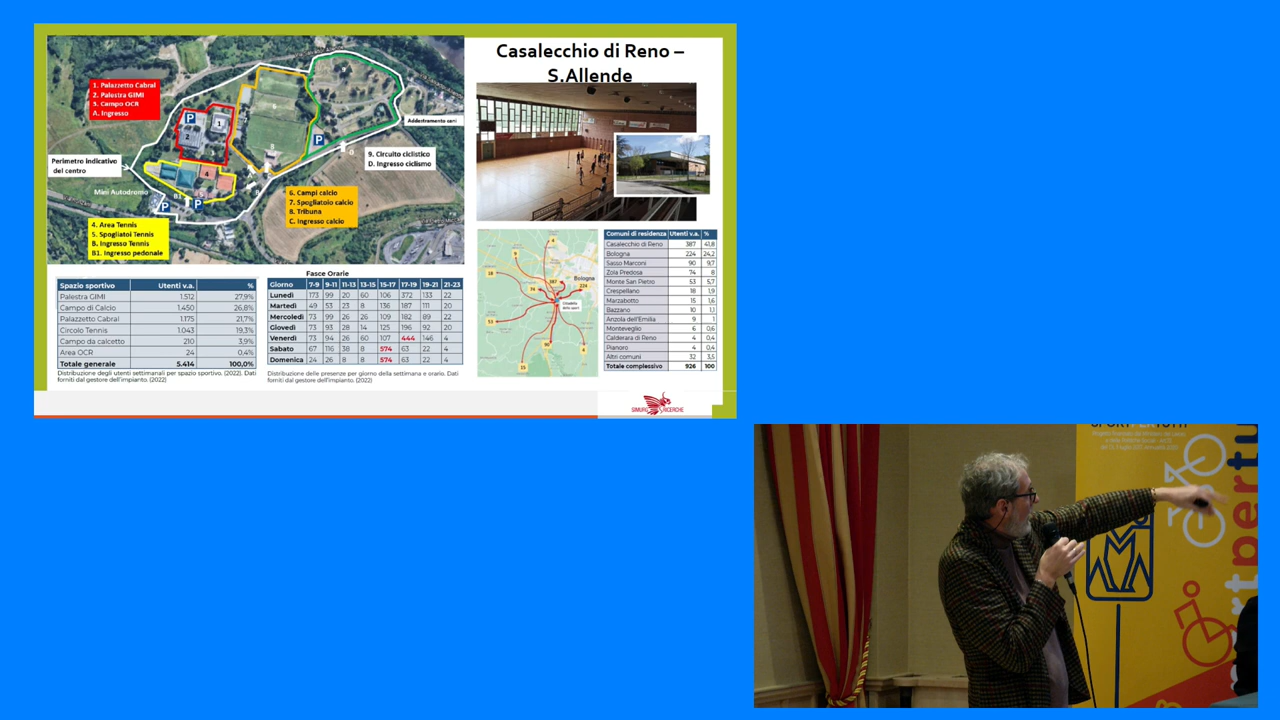 Casalecchio di Reno –
S.Allende
1. Palazzetto Cabral
2. Palestra GIMI
3. Campo OCR
A. Ingresso
Perimetro indicativo
del centro
Mini Autodromo
Addestramento cani
9. Circuito ciclistico
D. Ingresso ciclismo
6. Campi calcio
7. Spogliatoio calcio
8. Tribuna
C. Ingresso calcio
4. Area Tennis
5. Spogliatoi Tennis
B. Ingresso Tennis
B1. Ingresso pedonale
Spazio sportivo Utenti v.a. %
Palestra GIMI 1.512 27,9%
Campo di Calcio 1.450 26,8%
Palazzetto Cabral 1.175 21,7%
Circolo Tennis 1.043 19,3%
Campo da calcetto 210 3,9%
Area OCR 24 0,4%
Totale generale 5.414 100,0%
Distribuzione degli utenti settimanali per spazio sportivo. (2022). Dati
forniti dal gestore dell'impianto. (2022)
Fasce Orarie
Giorno 7-9 9-11 11-13 13-15 15-17 17-19 19-21 21-23
Lunedì 173 99 20 60 106 372 133 22
Martedì 49 53 23 8 136 187 111 20
Mercoledì 73 99 26 26 109 182 89 22
Giovedì 73 93 28 14 125 196 92 20
Venerdì 73 94 26 60 107 444 146 4
Sabato 67 116 38 8 574 63 22 4
Domenica 24 26 8 8 574 63 22 4
Distribuzione delle presenze per giorno della settimana e orario. Dati
forniti dal gestore dell'impianto. (2022)
Bologna
224
387
74
9
4
18
53
90
15
4
Comuni di residenza Utenti v.a. %
Casalecchio di Reno 387 41,8
Bologna 224 24,2
Sasso Marconi 90 9,7
Zola Predosa 74 8
Monte San Pietro 53 5,7
Crespellano 18 1,9
Marzabotto 15 1,6
Bazzano 10 1,1
Anzola dell'Emilia 9 1
Monteveglio 6 0,6
Calderara di Reno 4 0,4
Pianoro 4 0,4
Altri comuni 32 3,5
Totale complessivo 926 100
SIMURG RICERCHE
SPORTPERTUTTI
sportpertu